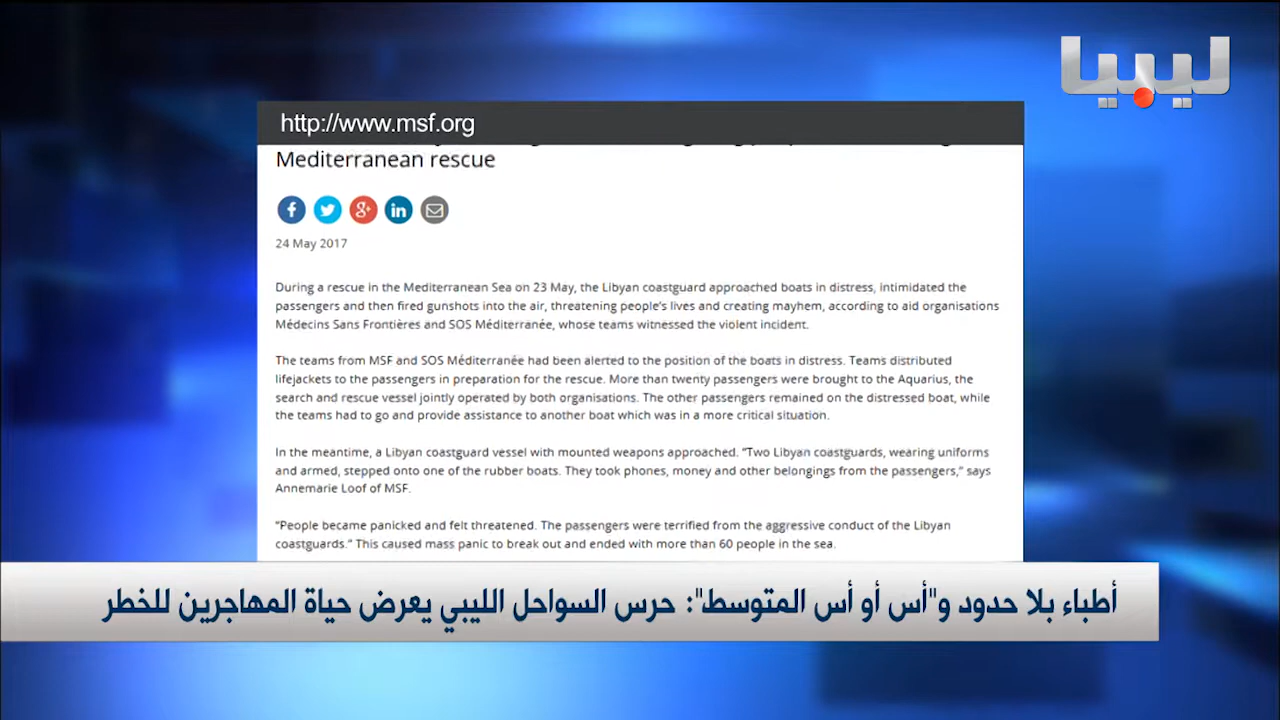 ليبيا
http://www.msf.org
Mediterranean rescue
24 May 2017
During a rescue in the Mediterranean Sea on 23 May, the Libyan coastguard approached boats in distress, intimidated the
passengers and then fired gunshots into the air, threatening people's lives and creating mayhem, according to aid organisations
Médecins Sans Frontières and SOS Méditerranée, whose teams witnessed the violent incident.
The teams from MSF and SOS Méditerranée had been alerted to the position of the boats in distress. Teams distributed
lifejackets to the passengers in preparation for the rescue. More than twenty passengers were brought to the Aquarius, the
search and rescue vessel jointly operated by both organisations. The other passengers remained on the distressed boat, while
the teams had to go and provide assistance to another boat which was in a more critical situation.
In the meantime, a Libyan coastguard vessel with mounted weapons approached. "Two Libyan coastguards, wearing uniforms
and armed, stepped onto one of the rubber boats. They took phones, money and other belongings from the passengers," says
Annemarie Loof of MSF.
"People became panicked and felt threatened. The passengers were terrified from the aggressive conduct of the Libyan
coastguards." This caused mass panic to break out and ended with more than 60 people in the sea.
أطباء بلا حدود و"أس أو أس المتوسط": حرس السواحل الليبي يعرض حياة المهاجرين للخطر